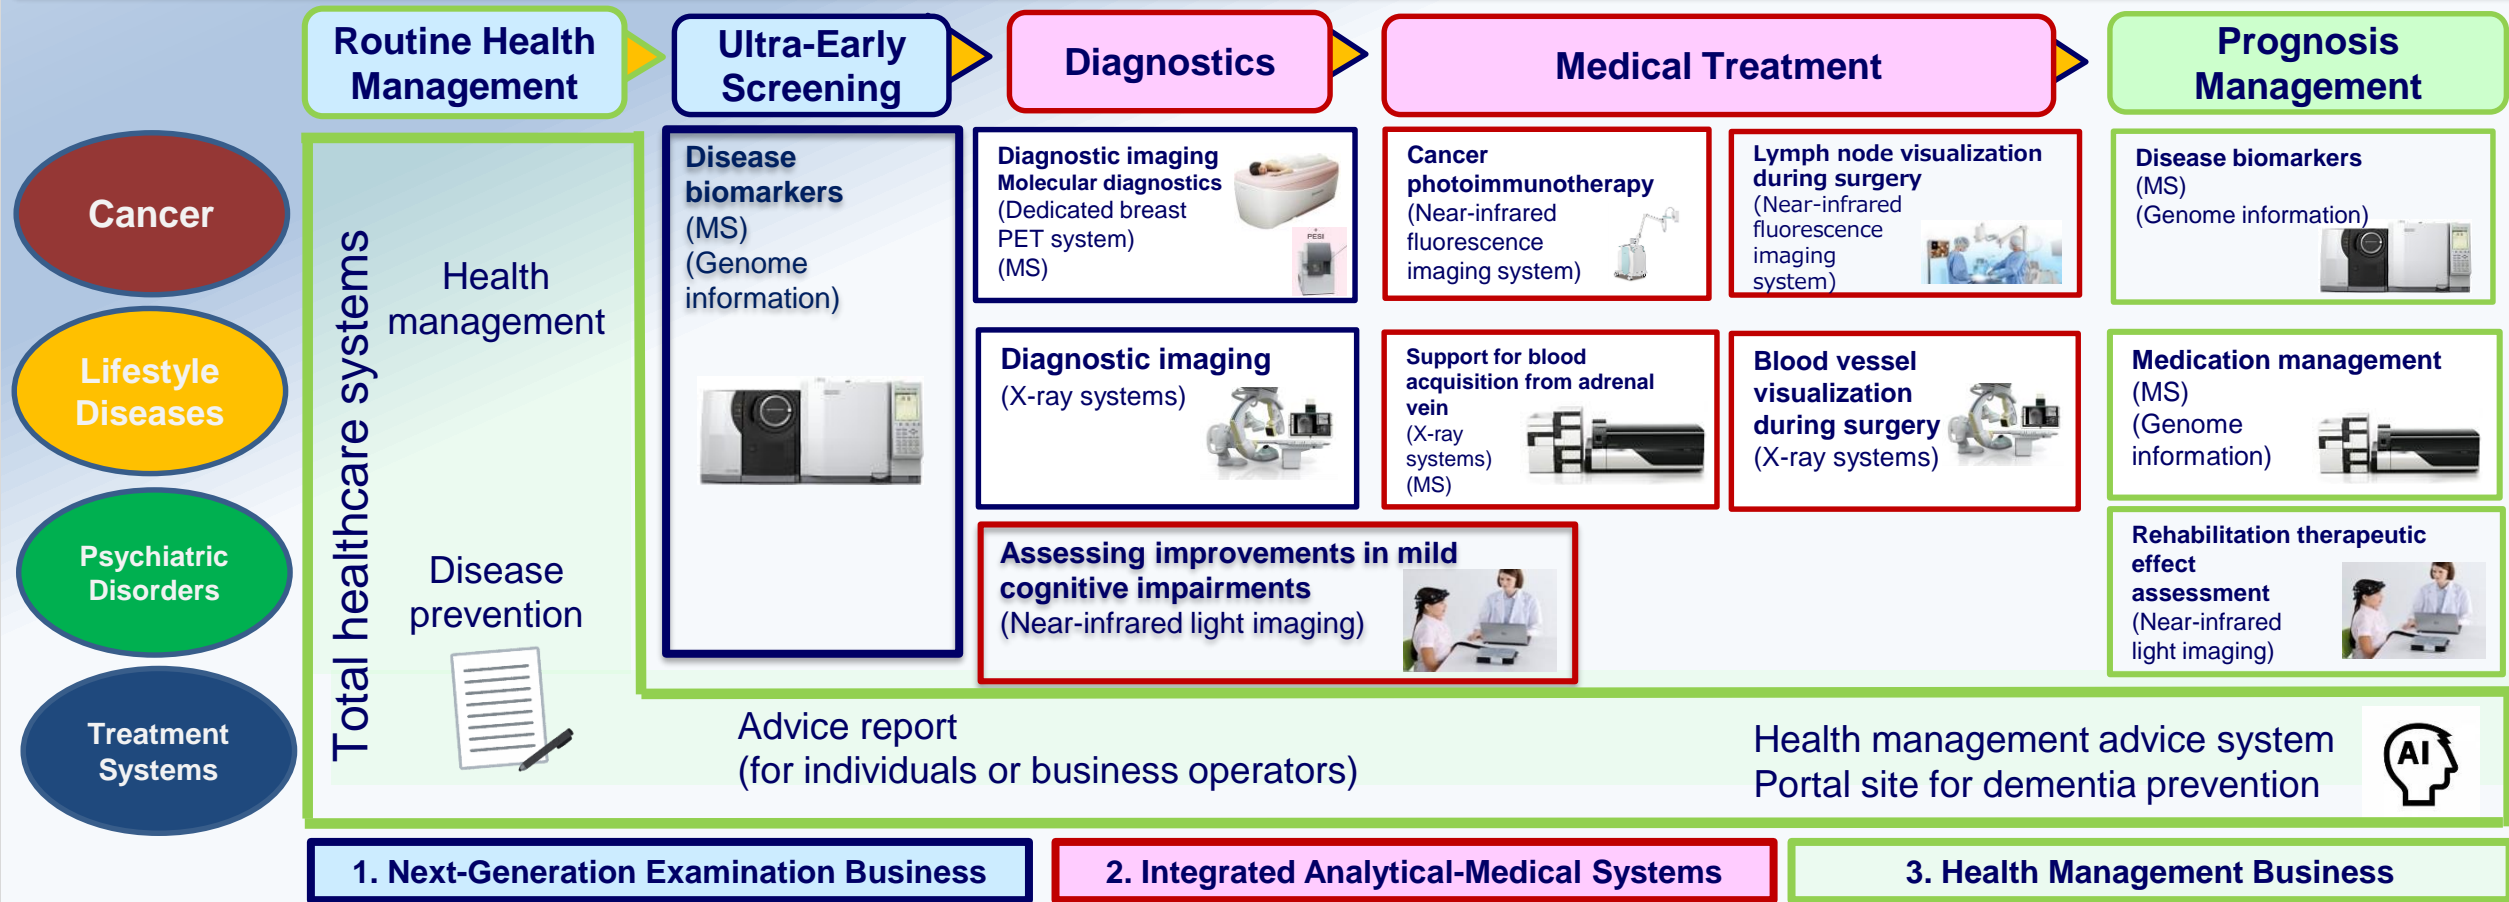 Routine Health
Management
Ultra-Early
Screening
Diagnostics
Medical Treatment
Prognosis
Management
Cancer
Lifestyle
Diseases
Psychiatric
Disorders
Treatment
Systems
Total healthcare systems
Health
management
Disease
prevention
Disease
biomarkers
(MS)
(Genome
information)
Diagnostic imaging
Molecular diagnostics
(Dedicated breast
PET system)
(MS)
PESI
Cancer
photoimmunotherapy
(Near-infrared
fluorescence
imaging system)
Lymph node visualization
during surgery
(Near-infrared
fluorescence
imaging
system)
Disease biomarkers
(MS)
(Genome information)
Diagnostic imaging
(X-ray systems)
Support for blood
acquisition from adrenal
vein
(X-ray
systems)
(MS)
Blood vessel
visualization
during surgery
(X-ray systems)
Medication management
(MS)
(Genome
information)
Assessing improvements in mild
cognitive impairments
(Near-infrared light imaging)
Rehabilitation therapeutic
effect
assessment
(Near-infrared
light imaging)
Advice report
(for individuals or business operators)
Health management advice system
Portal site for dementia prevention
AI
1. Next-Generation Examination Business
2. Integrated Analytical-Medical Systems
3. Health Management Business